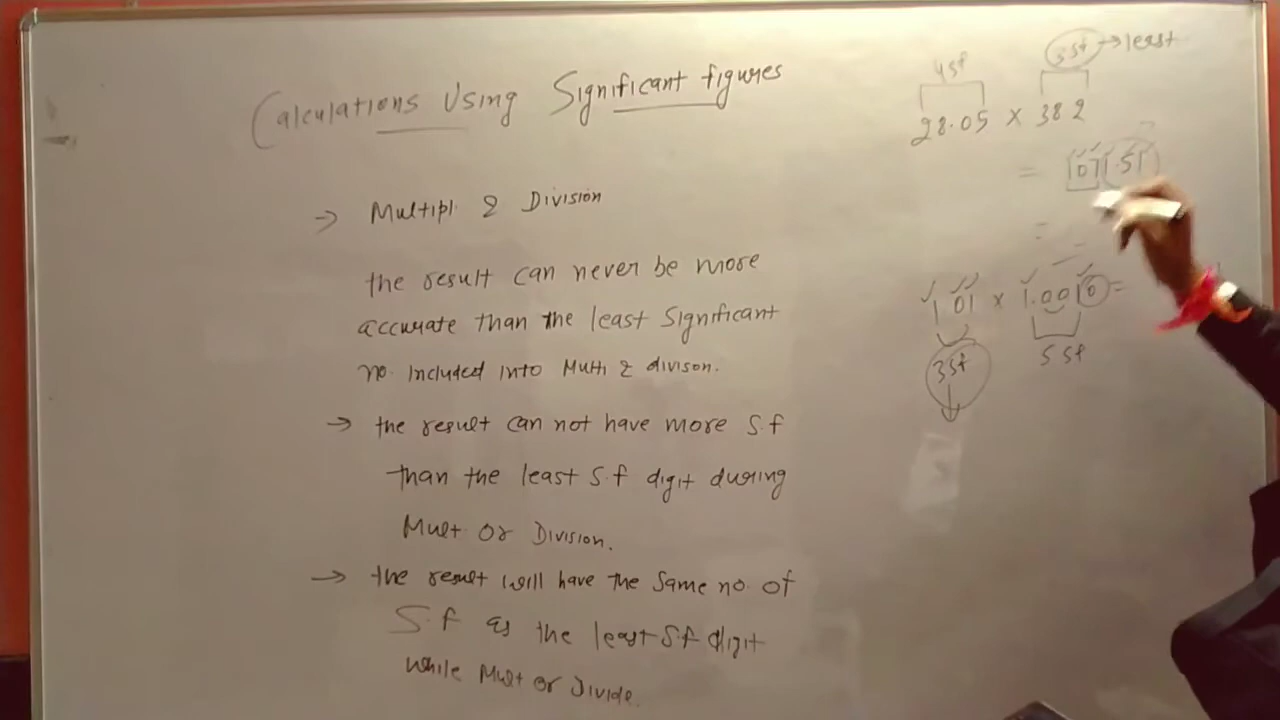 Calculations Using Significant figures
→ Multipl. & Division
the result can never be more
accurate than the least Significant
no. included into Multi & divison.
→ the result can not have more S.f
than the least S.f digit during
Mult or Division.
→ the result will have the same no. of
S.f as the least S.f digit
while Mult or Divide.
4Sf 3Sf → least
28.05 × 382
=
=
101 × 1.0010 =
3Sf 5Sf